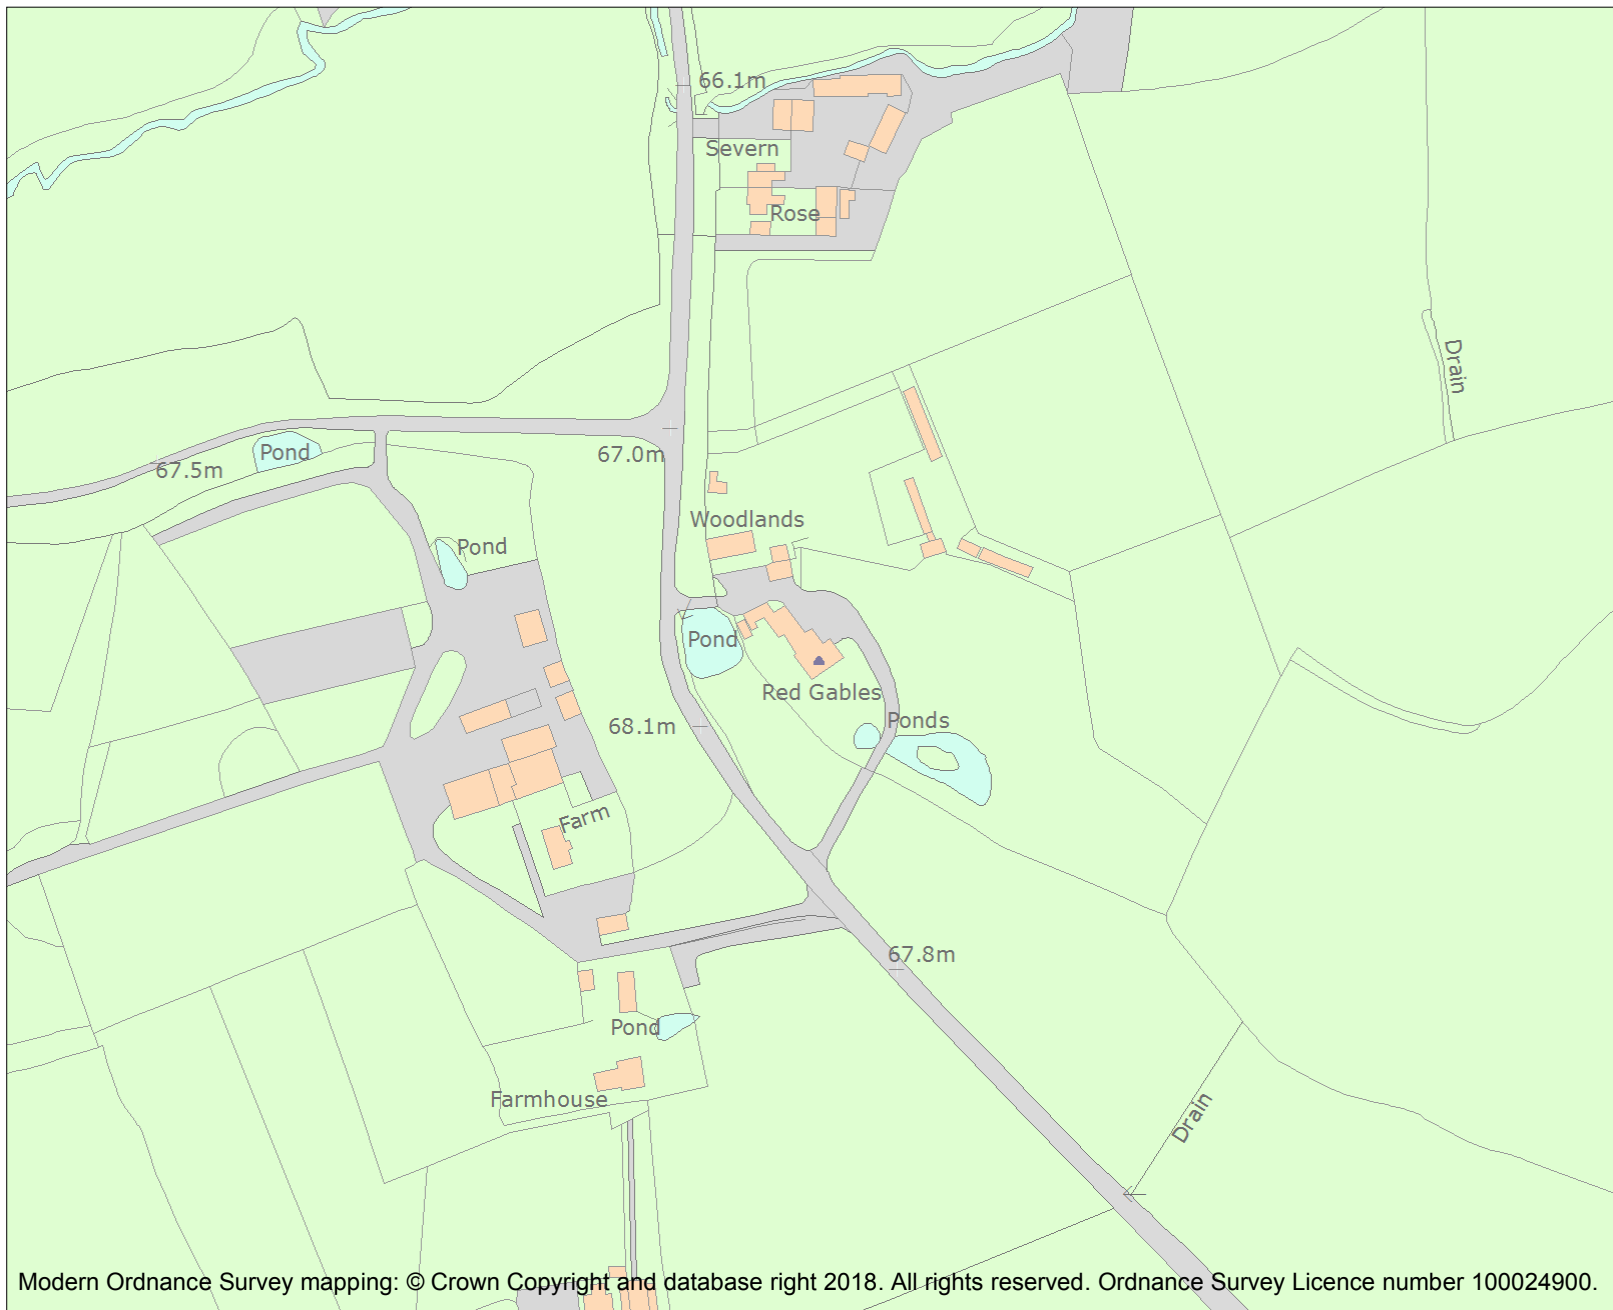 66.1m
Severn
Rose
Drain
Pond
67.5m
67.0m
Woodlands
Pond
Pond
Red Gables
68.1m
Ponds
Farm
67.8m
Pond
Farmhouse
Drain
Modern Ordnance Survey mapping: © Crown Copyright and database right 2018. All rights reserved. Ordnance Survey Licence number 100024900.